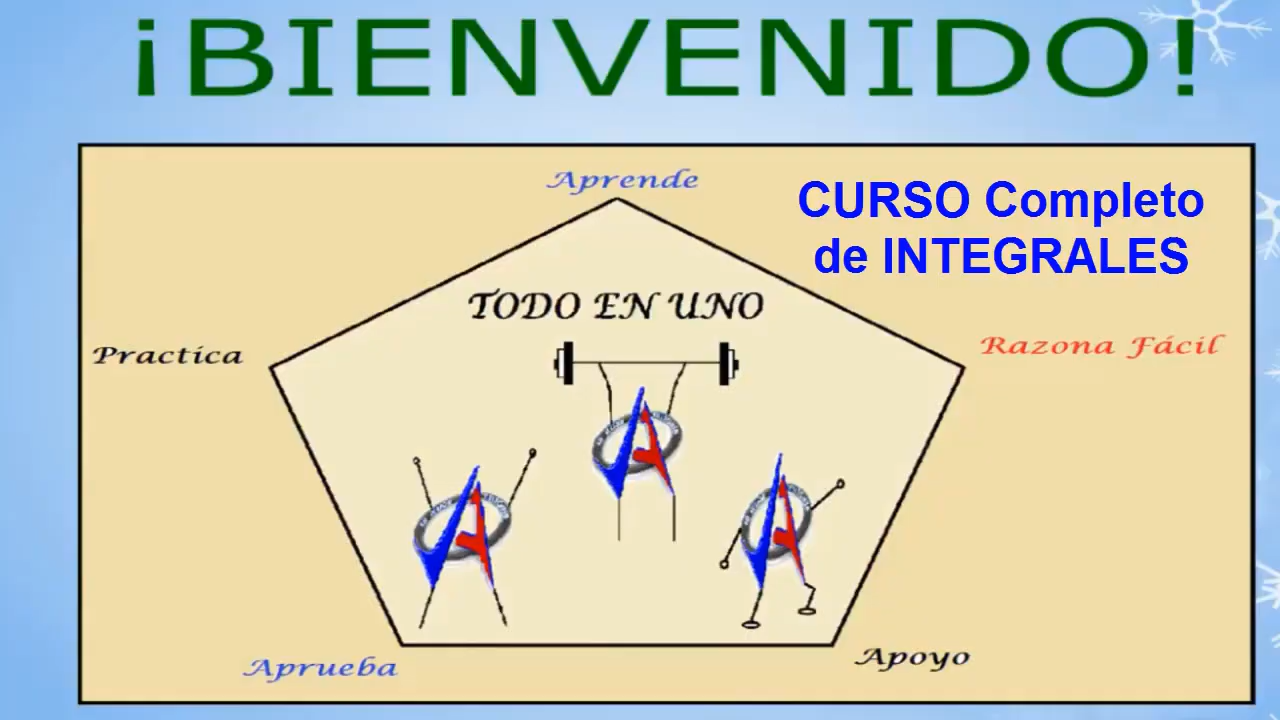 ¡BIENVENIDO!
Aprende
CURSO Completo
de INTEGRALES
TODO EN UNO
Practica
Razona Fácil
Aprueba
Apoyo